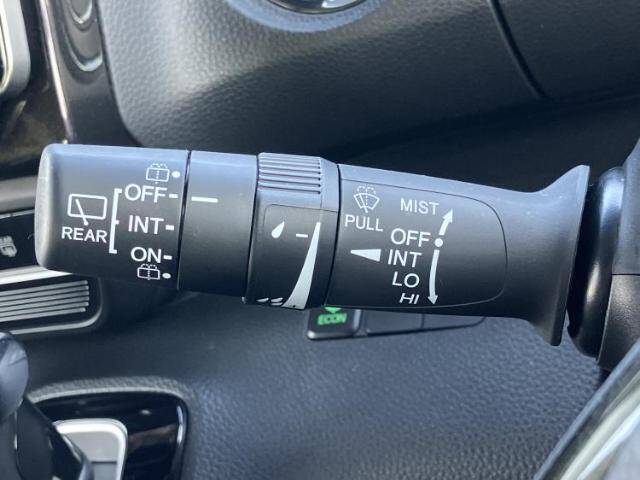 OFF
INT
ON
REAR
PULL
MIST
OFF
INT
LO
HI
ECON